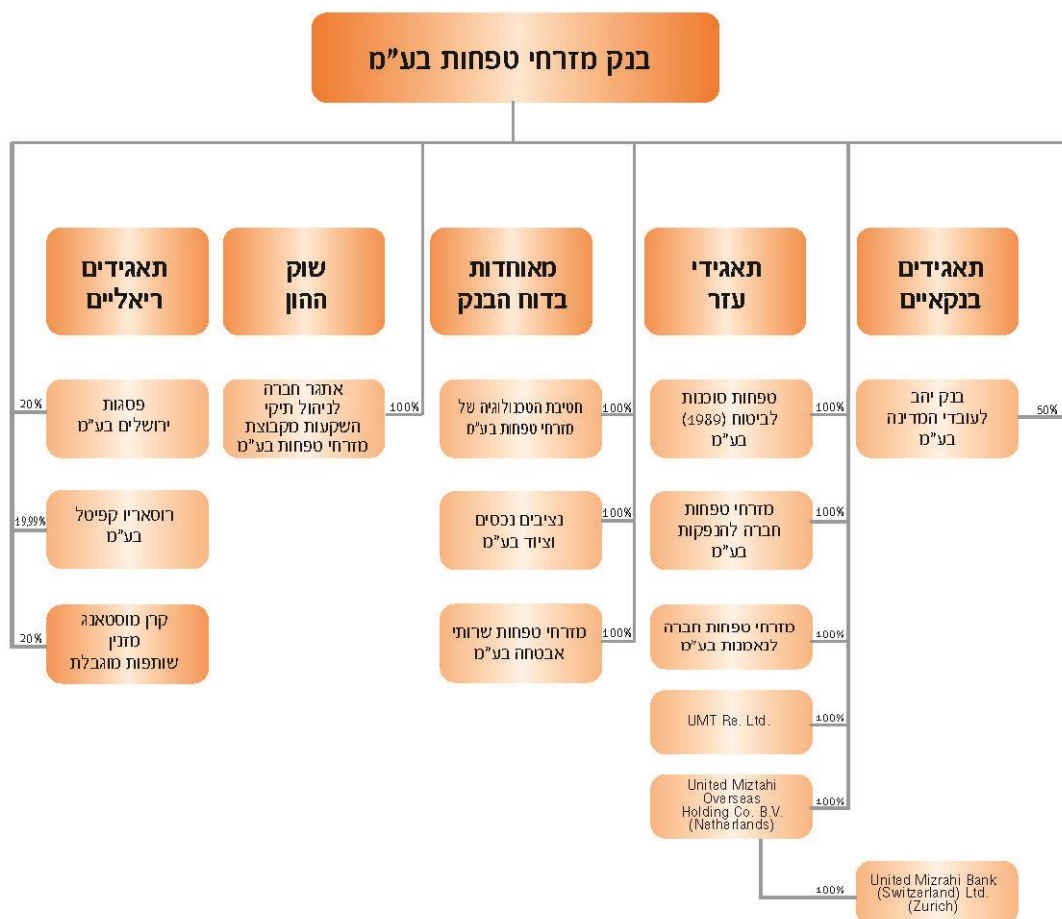 בנק מזרחי טפחות בע"מ
תאגידים
בנקאיים
בנק יהב
לעובדי המדינה
בע"מ
50%
תאגידי
עזר
טפחות סוכנות
לביטוח (1989)
בע"מ
100%
מזרחי טפחות
חברה להנפקות
בע"מ
100%
מזרחי טפחות חברה
לנאמנות בע"מ
100%
UMT Re. Ltd.
100%
United Miztahi
Overseas
Holding Co. B.V.
(Netherlands)
100%
United Mizrahi Bank
(Switzerland) Ltd.
(Zurich)
100%
מאוחדות
בדוח הבנק
חטיבת הטכנולוגיה של
מזרחי טפחות בע"מ
100%
נציבים נכסים
וציוד בע"מ
100%
מזרחי טפחות שרותי
אבטחה בע"מ
100%
שוק
ההון
אתגר חברה
לניהול תיקי
השקעות מקבוצת
מזרחי טפחות בע"מ
100%
תאגידים
ריאליים
פסגות
ירושלים בע"מ
20%
רוסאריו קפיטל
בע"מ
19,99%
קרן מוסטאנג
מזנין
שותפות מוגבלת
20%